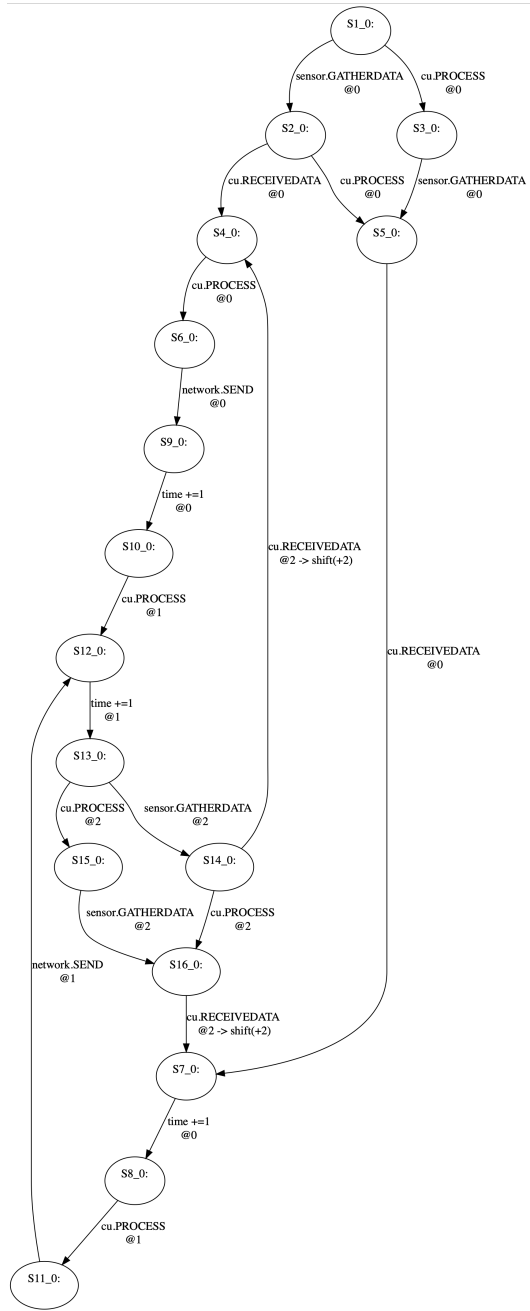 S1_0:
sensor.GATHERDATA
@0
cu.PROCESS
@0
S2_0:
S3_0:
cu.RECEIVEDATA
@0
cu.PROCESS
@0
sensor.GATHERDATA
@0
S4_0:
S5_0:
cu.PROCESS
@0
S6_0:
network.SEND
@0
S9_0:
time +=1
@0
S10_0:
cu.RECEIVEDATA
@2 -> shift(+2)
cu.PROCESS
@1
S12_0:
cu.RECEIVEDATA
@0
time +=1
@1
S13_0:
cu.PROCESS
@2
sensor.GATHERDATA
@2
S15_0:
S14_0:
sensor.GATHERDATA
@2
cu.PROCESS
@2
S16_0:
network.SEND
@1
cu.RECEIVEDATA
@2 -> shift(+2)
S7_0:
time +=1
@0
S8_0:
cu.PROCESS
@1
S11_0: